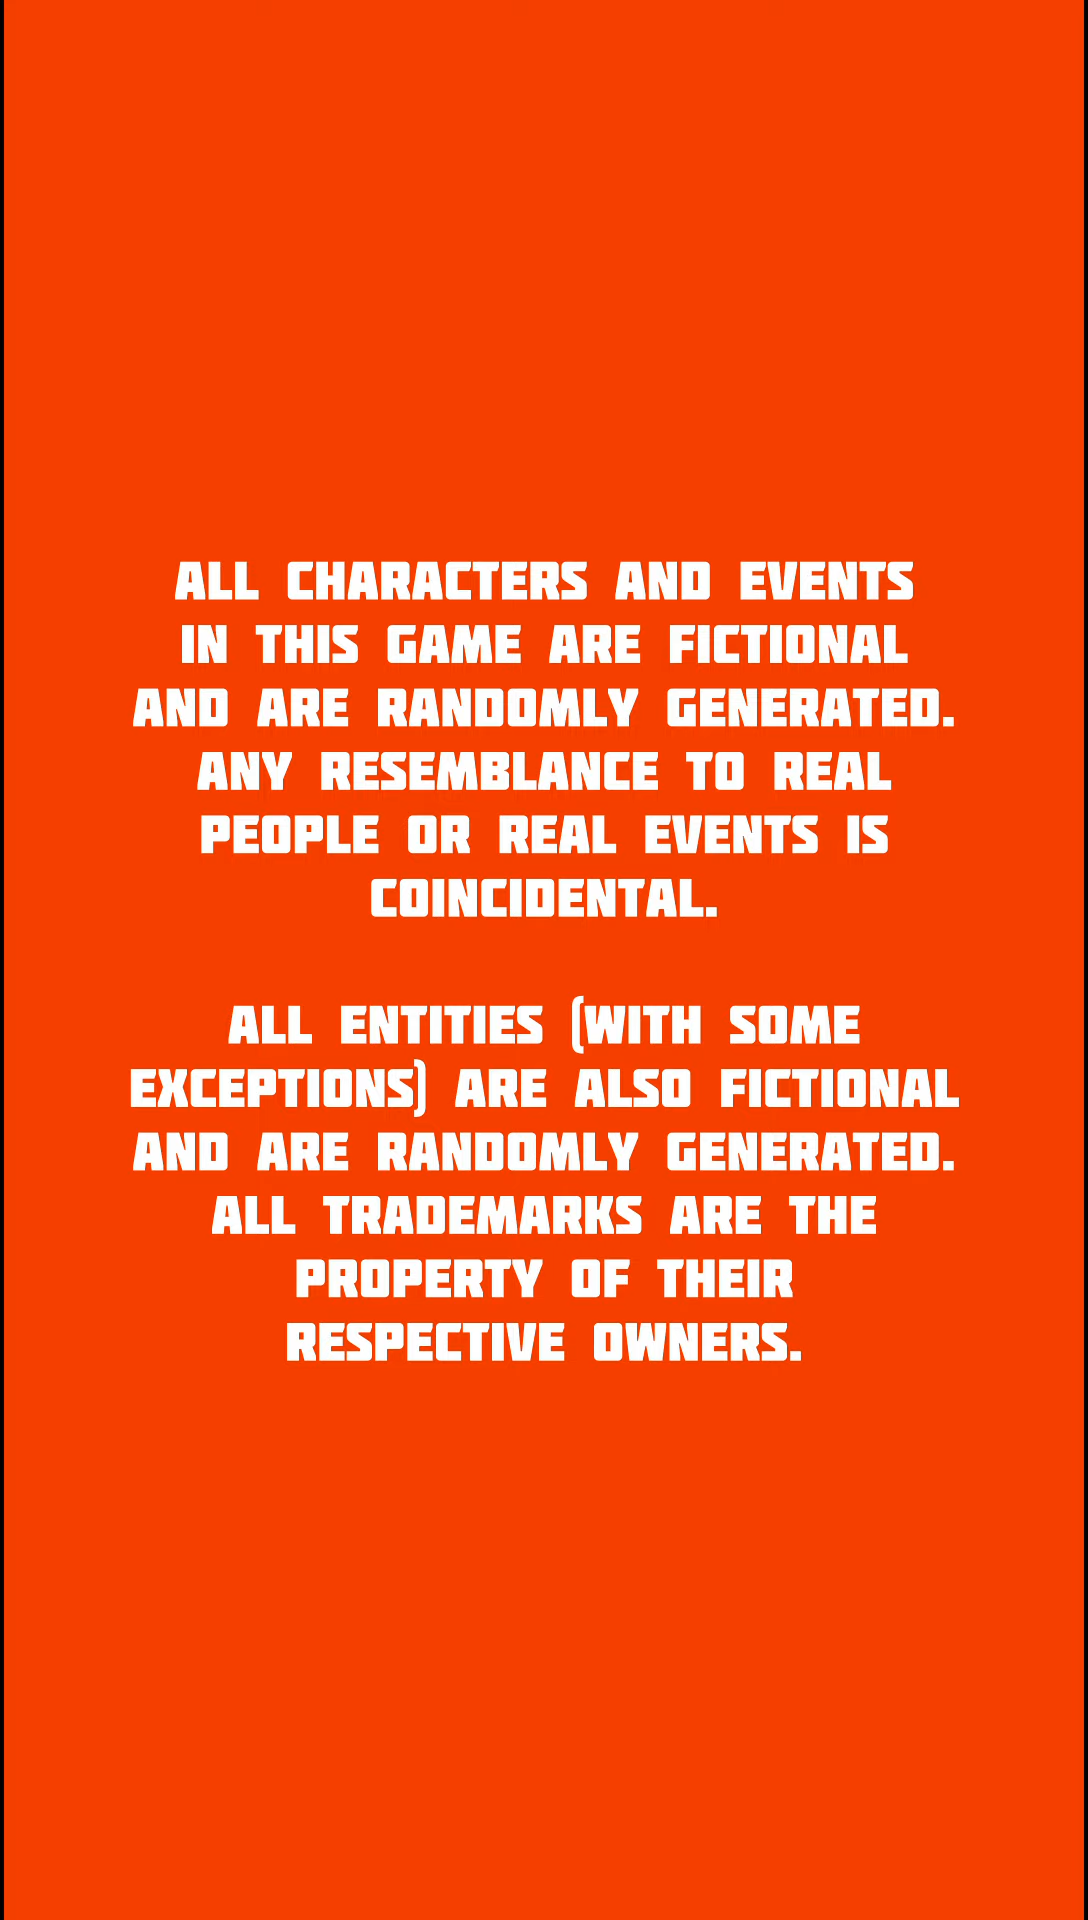 ALL CHARACTERS AND EVENTS
IN THIS GAME ARE FICTIONAL
AND ARE RANDOMLY GENERATED.
ANY RESEMBLANCE TO REAL
PEOPLE OR REAL EVENTS IS
COINCIDENTAL.
ALL ENTITIES (WITH SOME
EXCEPTIONS) ARE ALSO FICTIONAL
AND ARE RANDOMLY GENERATED.
ALL TRADEMARKS ARE THE
PROPERTY OF THEIR
RESPECTIVE OWNERS.